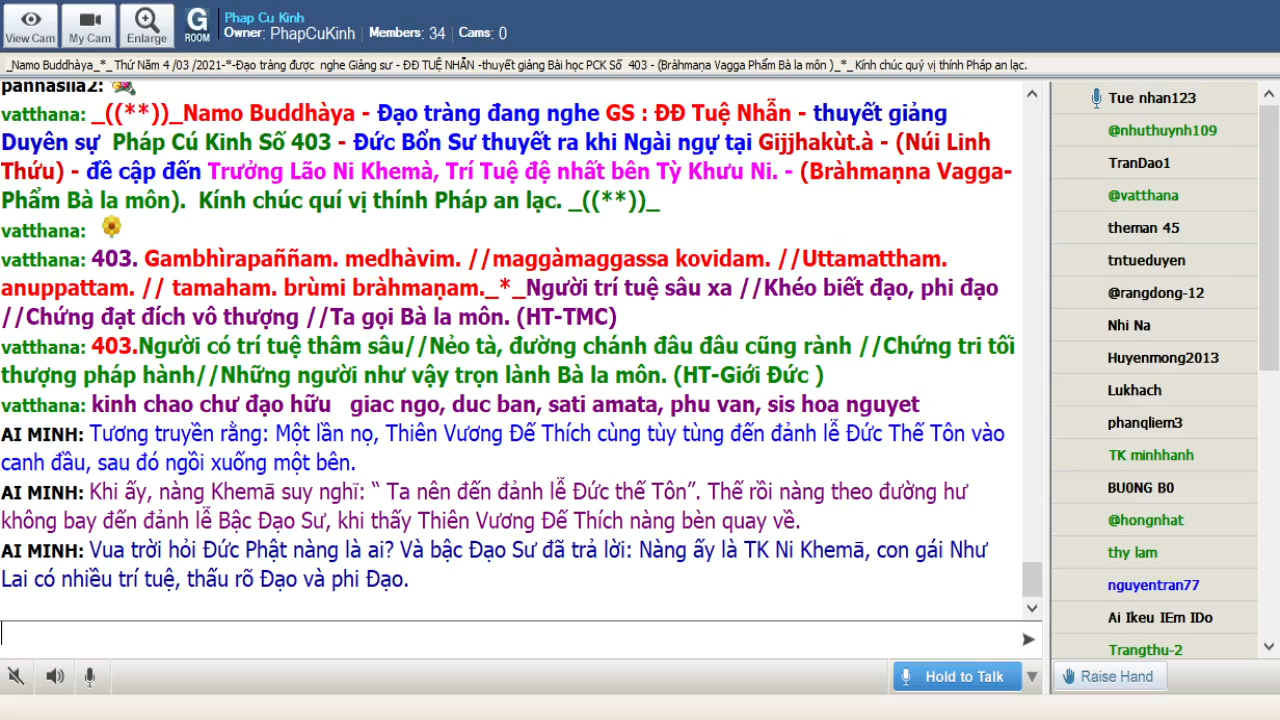 View Cam
My Cam
Enlarge
G
ROOM
Phap Cu Kinh
Owner: PhapCuKinh | Members: 34 | Cams: 0
_Namo Buddhàya_*_ Thứ Năm 4 /03 /2021-*-Đạo tràng được nghe Giảng sư - ĐĐ TUỆ NHẪN -thuyết giảng Bài học PCK Số 403 - (Bràhmaṇa Vagga Phẩm Bà la môn )_*_ Kính chúc quý vị thính Pháp an lạc.
pannasila2:
vatthana: _((**))_Namo Buddhàya - Đạo tràng đang nghe GS : ĐĐ Tuệ Nhẫn - thuyết giảng
Duyên sự Pháp Cú Kinh Số 403 - Đức Bổn Sư thuyết ra khi Ngài ngự tại Gijjhakùt.à - (Núi Linh
Thứu) - đề cập đến Trưởng Lão Ni Khemà, Trí Tuệ đệ nhất bên Tỳ Khưu Ni. - (Bràhmaṇna Vagga-
Phẩm Bà la môn). Kính chúc quí vị thính Pháp an lạc. _((**))_
vatthana:
vatthana: 403. Gambhìrapaññam. medhàvim. //maggàmaggassa kovidam. //Uttamattham.
anuppattam. // tamaham. brùmi bràhmaṇam._*_Người trí tuệ sâu xa //Khéo biết đạo, phi đạo
//Chứng đạt đích vô thượng //Ta gọi Bà la môn. (HT-TMC)
vatthana: 403.Người có trí tuệ thâm sâu//Nẻo tà, đường chánh đâu đâu cũng rành //Chứng tri tối
thượng pháp hành//Những người như vậy trọn lành Bà la môn. (HT-Giới Đức )
vatthana: kinh chao chư đạo hữu giac ngo, duc ban, sati amata, phu van, sis hoa nguyet
AI MINH: Tương truyền rằng: Một lần nọ, Thiên Vương Đế Thích cùng tùy tùng đến đảnh lễ Đức Thế Tôn vào
canh đầu, sau đó ngồi xuống một bên.
AI MINH: Khi ấy, nàng Khemā suy nghĩ: “ Ta nên đến đảnh lễ Đức thế Tôn”. Thế rồi nàng theo đường hư
không bay đến đảnh lễ Bậc Đạo Sư, khi thấy Thiên Vương Đế Thích nàng bèn quay về.
AI MINH: Vua trời hỏi Đức Phật nàng là ai? Và bậc Đạo Sư đã trả lời: Nàng ấy là TK Ni Khemā, con gái Như
Lai có nhiều trí tuệ, thấu rõ Đạo và phi Đạo.
Hold to Talk
Tue nhan123
@nhuthuynh109
TranDao1
@vatthana
theman 45
tntueduyen
@rangdong-12
Nhi Na
Huyenmong2013
Lukhach
phanqliem3
TK minhhanh
BU0NG B0
@hongnhat
thy lam
nguyentran77
Ai Ikeu IEm IDo
Trangthu-2
Raise Hand